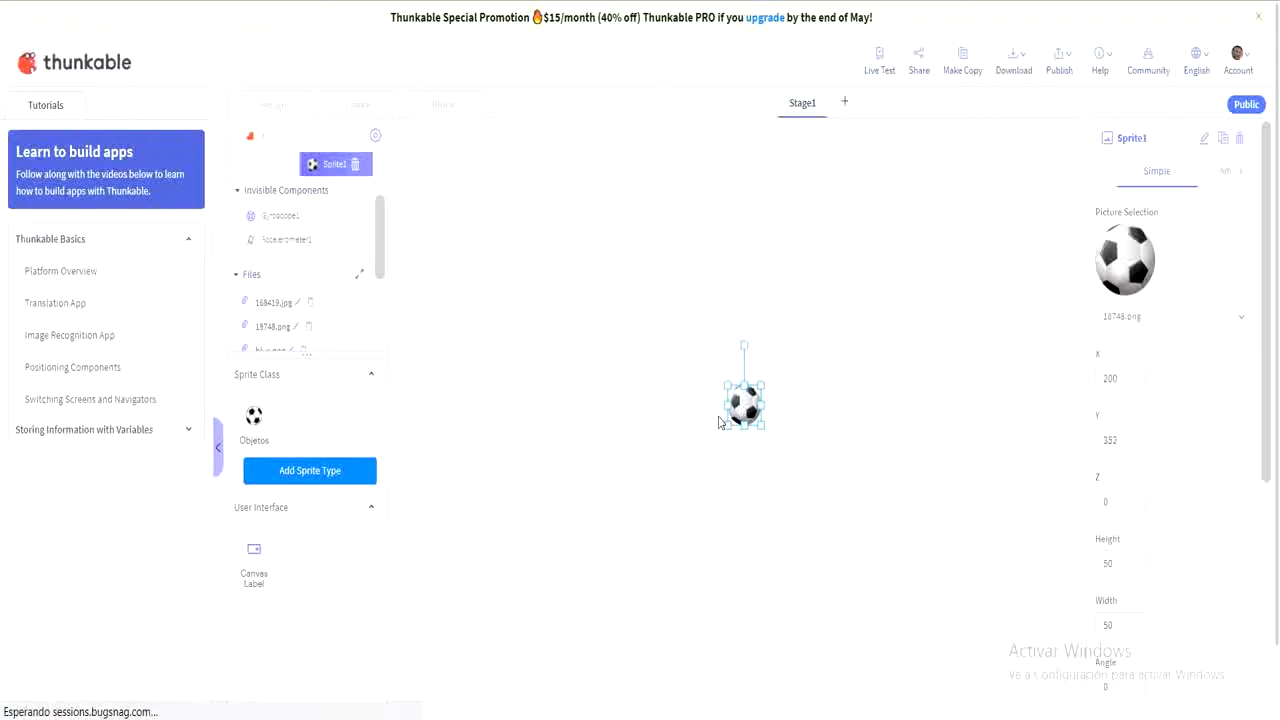 Thunkable Special Promotion 🔥$15/month (40% off) Thunkable PRO if you upgrade by the end of May!
thunkable
Live Test
Share
Make Copy
Download
Publish
Help
Community
English
Account
Tutorials
Stage1
Public
Learn to build apps
Follow along with the videos below to learn
how to build apps with Thunkable.
Thunkable Basics
Platform Overview
Translation App
Image Recognition App
Positioning Components
Switching Screens and Navigators
Storing Information with Variables
Sprite1
Invisible Components
Gyroscope1
Accelerometer1
Files
168419.jpg
18748.png
Sprite Class
Objetos
Add Sprite Type
User Interface
Canvas
Label
Sprite1
Simple
Picture Selection
18748.png
X
200
Y
352
Z
0
Height
50
Width
50
Angle
0
Activar Windows
Ve a Configuración para activar Windows.
Esperando sessions.bugsnag.com...